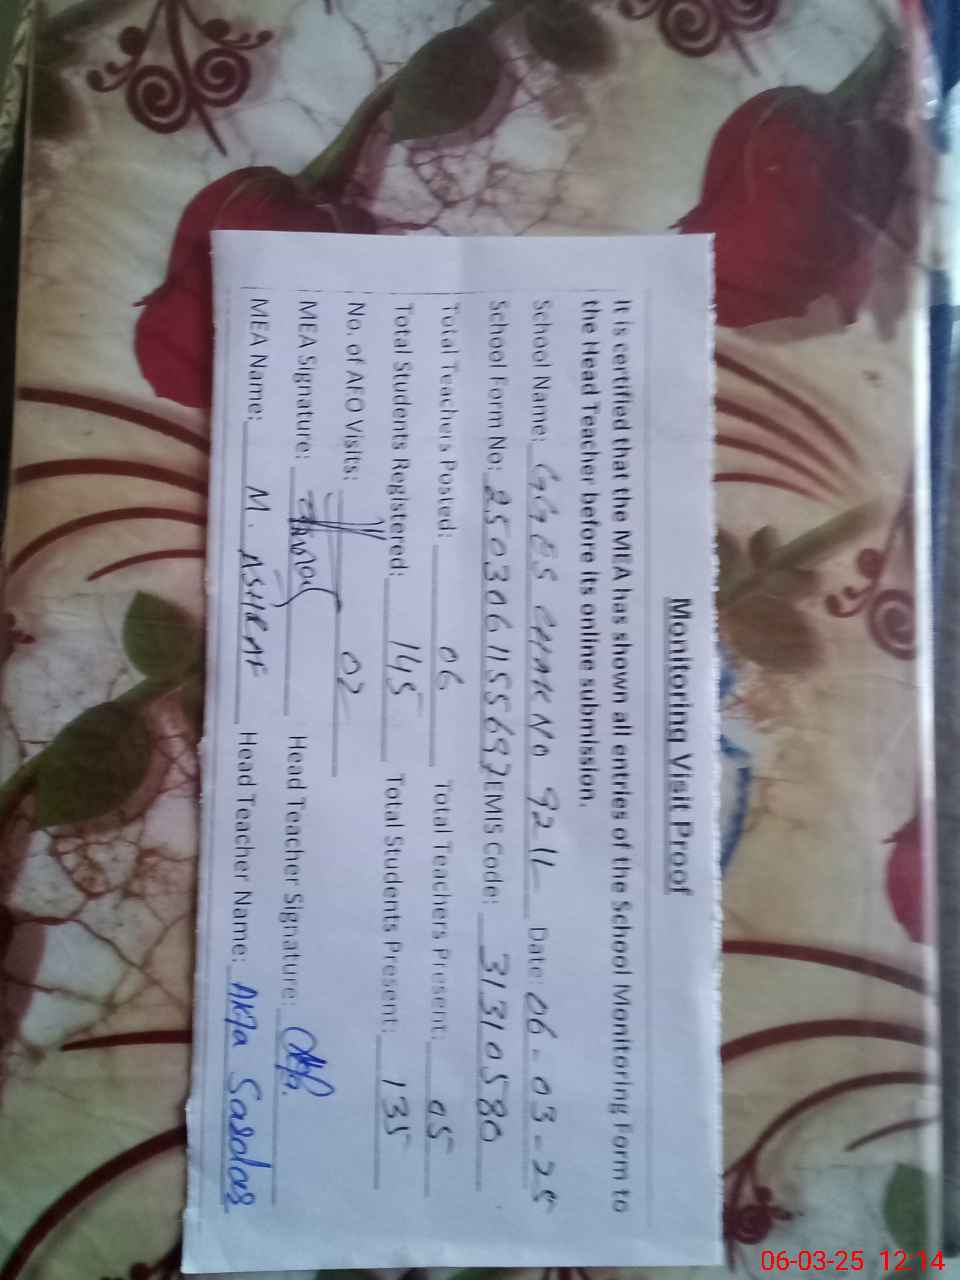 Monitoring Visit Proof
It is certified that the MEA has shown all entries of the School Monitoring Form to
the Head Teacher before its online submission.
School Name: GGES CHAK NO 92 1L Date: 06-03-25
School Form No: 2503061155697 EMIS Code: 31310580
Total Teachers Posted: 06 Total Teachers Present: 05
Total Students Registered: 145 Total Students Present: 135
No. of AEO Visits: 02
MEA Signature: Head Teacher Signature:
MEA Name: M. ASHRAF Head Teacher Name:
06-03-25 12:14